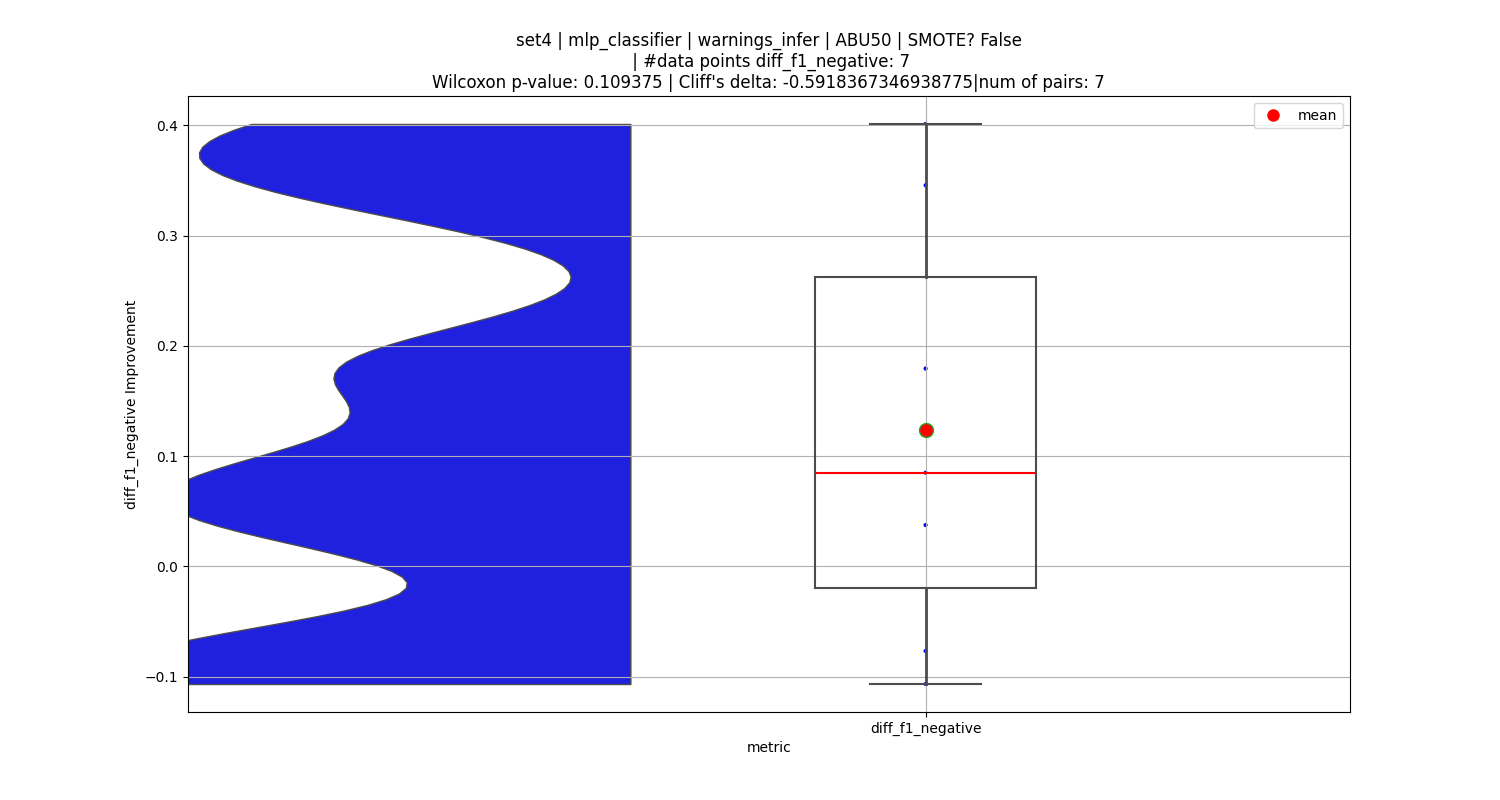 set4 | mlp_classifier | warnings_infer | ABU50 | SMOTE? False
| #data points diff_f1_negative: 7
Wilcoxon p-value: 0.109375 | Cliff's delta: -0.5918367346938775|num of pairs: 7
mean
0.4
0.3
0.2
0.1
0.0
−0.1
diff_f1_negative Improvement
diff_f1_negative
metric